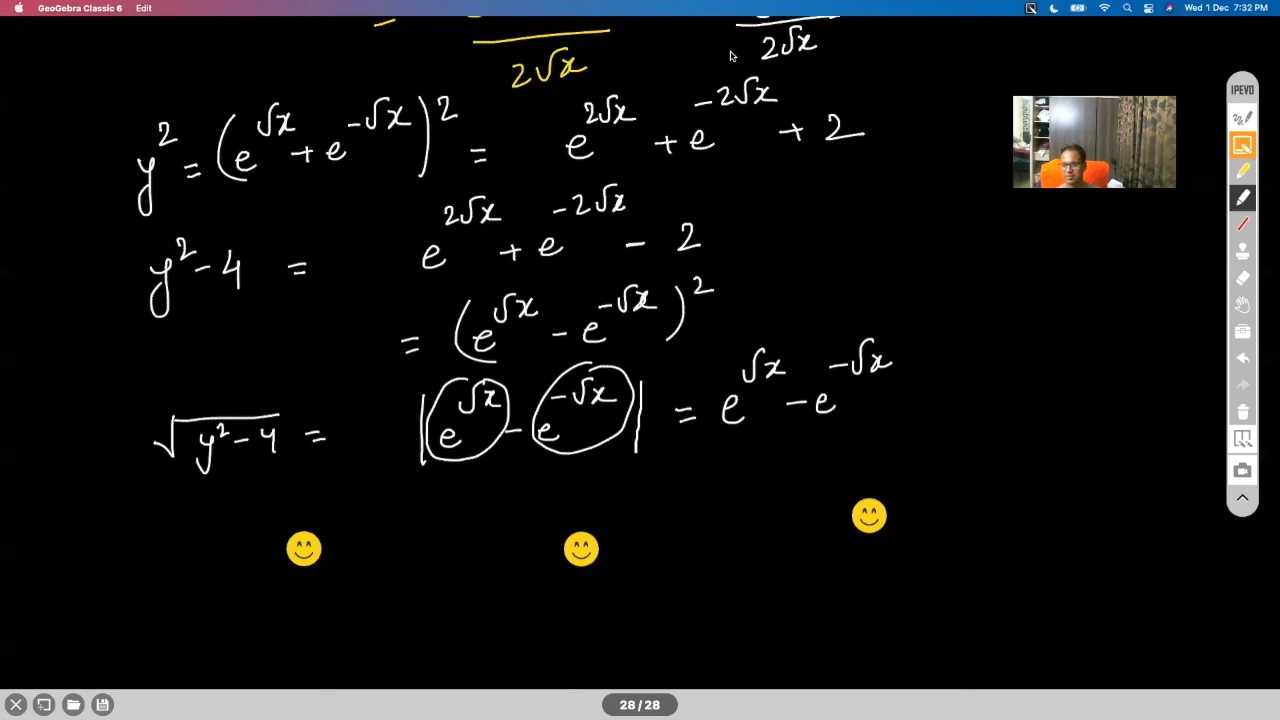 GeoGebra Classic 6 Edit Wed 1 Dec 7:32 PM
2√x 2√x
IPEVO
y² = (e^√x + e^-√x)² = e^2√x + e^-2√x + 2
y² - 4 = e^2√x + e^-2√x - 2
= (e^√x - e^-√x)²
√(y² - 4) = |e^√x - e^-√x| = e^√x - e^-√x
28 / 28